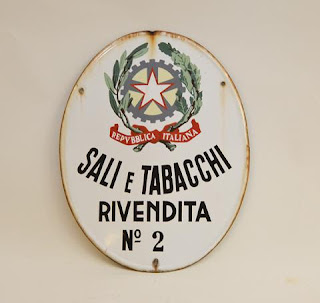 REPVBBLICA ITALIANA
SALI E TABACCHI
RIVENDITA
Nº 2